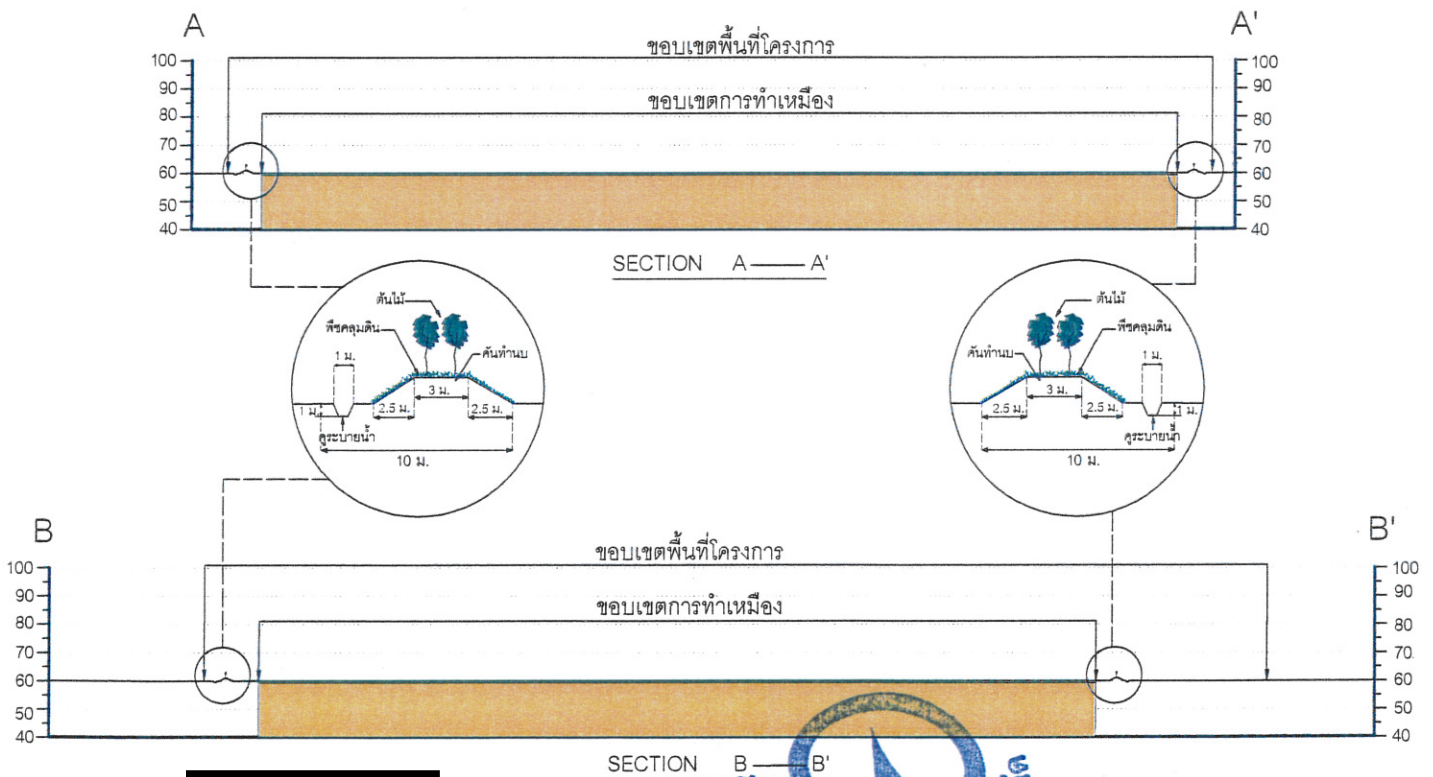 A
A'
ขอบเขตพื้นที่โครงการ
100
100
90
90
ขอบเขตการทำเหมือง
80
80
70
70
60
60
50
50
40
40
SECTION A A'
ต้นไม้
พืชคลุมดิน
คันทำนบ
1 ม.
3 ม.
1 ม.
2.5 ม.
2.5 ม.
คูระบายน้ำ
10 ม.
ต้นไม้
พืชคลุมดิน
คันทำนบ
1 ม.
3 ม.
2.5 ม.
2.5 ม.
1 ม.
คูระบายน้ำ
10 ม.
B
B'
ขอบเขตพื้นที่โครงการ
100
100
90
90
ขอบเขตการทำเหมือง
80
80
70
70
60
60
50
50
40
40
SECTION B B'